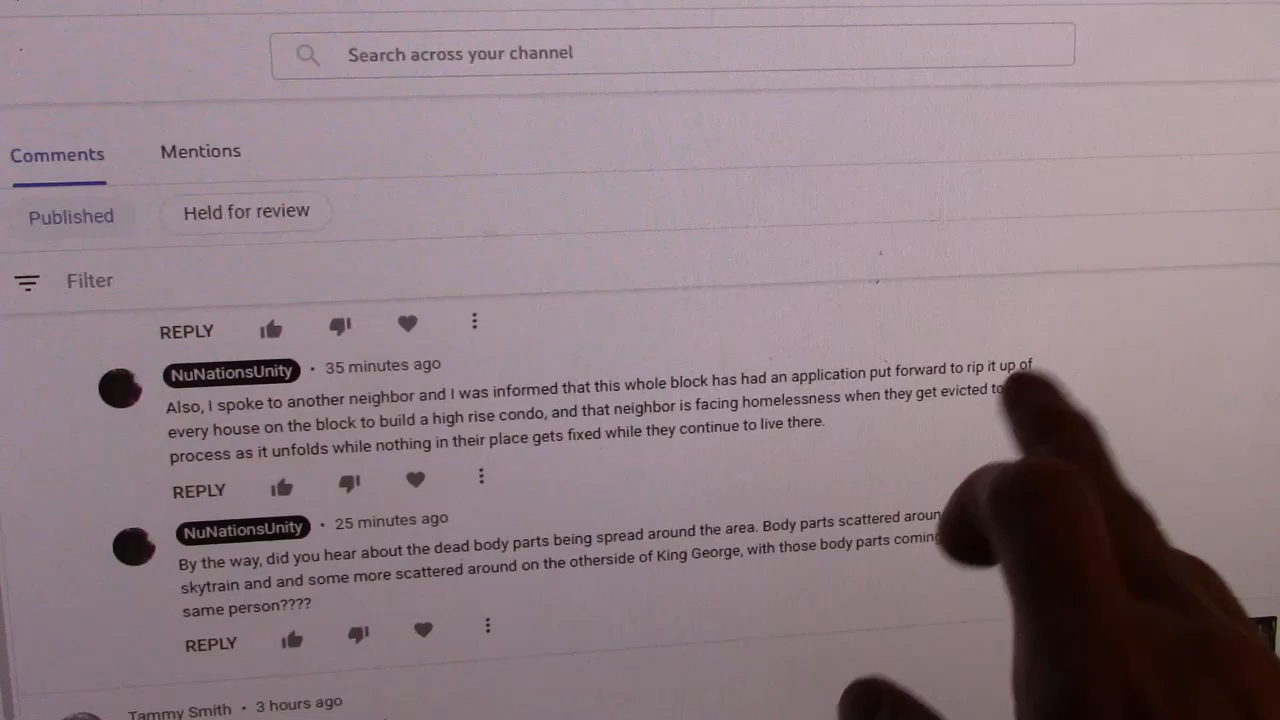 Search across your channel
Comments Mentions
Published Held for review
Filter
REPLY
NuNationsUnity • 35 minutes ago
Also, I spoke to another neighbor and I was informed that this whole block has had an application put forward to rip it up of
every house on the block to build a high rise condo, and that neighbor is facing homelessness when they get evicted to
process as it unfolds while nothing in their place gets fixed while they continue to live there.
REPLY
NuNationsUnity • 25 minutes ago
By the way, did you hear about the dead body parts being spread around the area. Body parts scattered
skytrain and and some more scattered around on the otherside of King George, with those body parts
same person????
REPLY
Tammy Smith • 3 hours ago